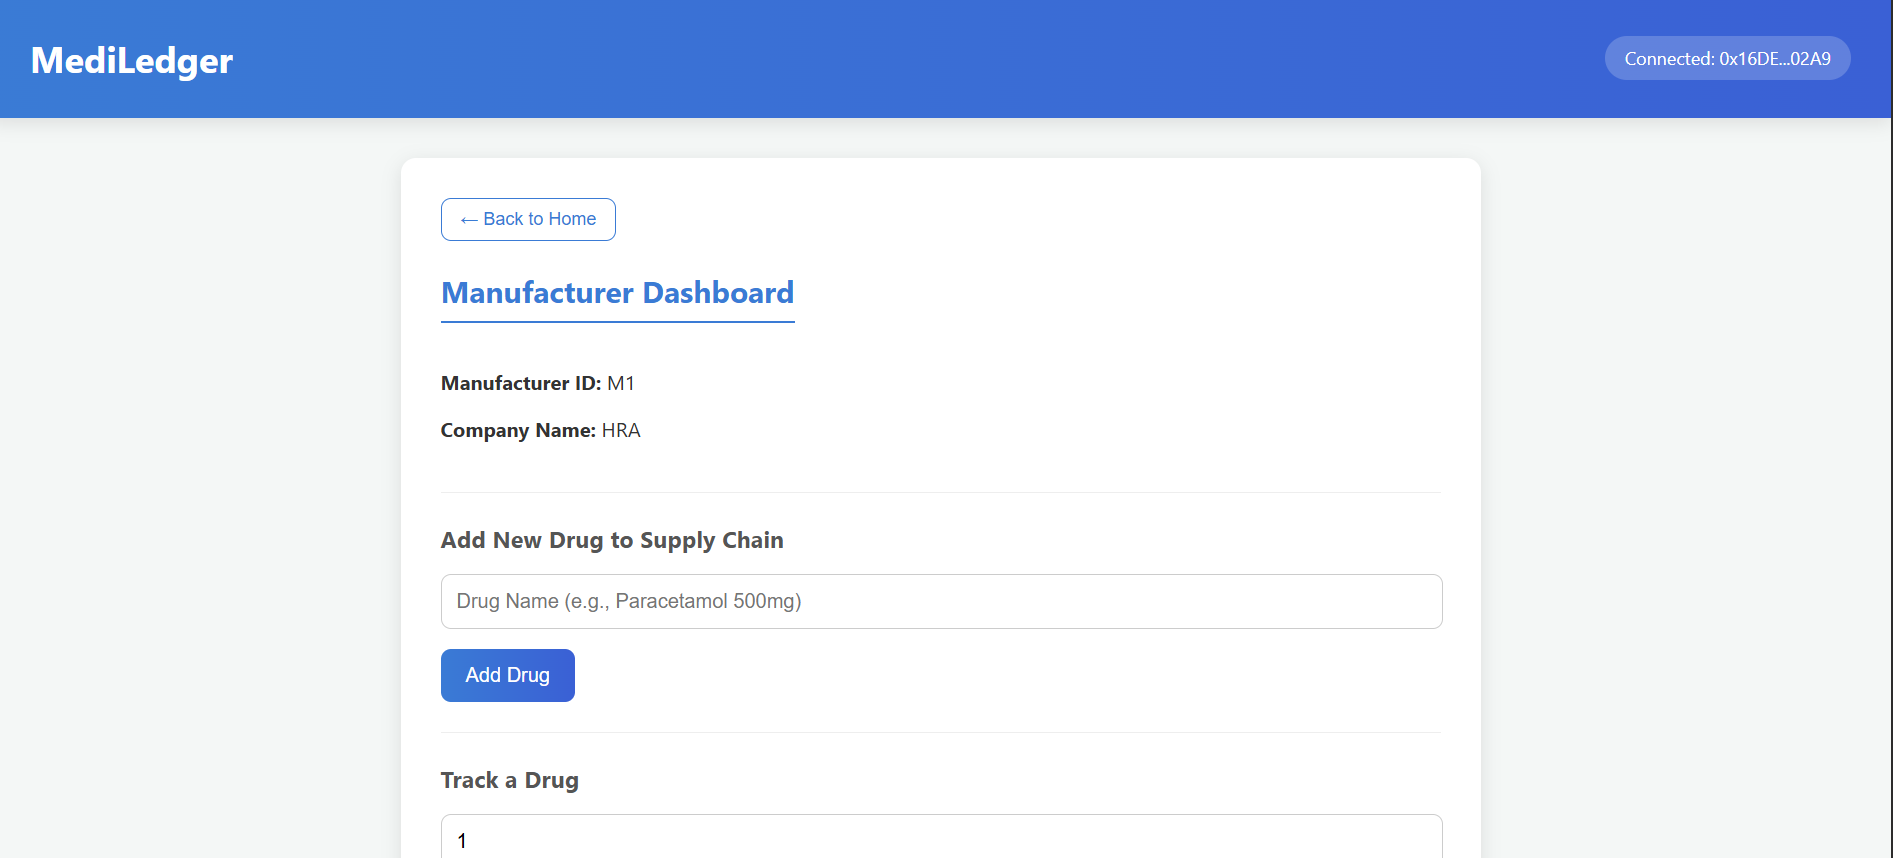 MediLedger
Connected: 0x16DE...02A9
← Back to Home
Manufacturer Dashboard
Manufacturer ID: M1
Company Name: HRA
Add New Drug to Supply Chain
Drug Name (e.g., Paracetamol 500mg)
Add Drug
Track a Drug
1